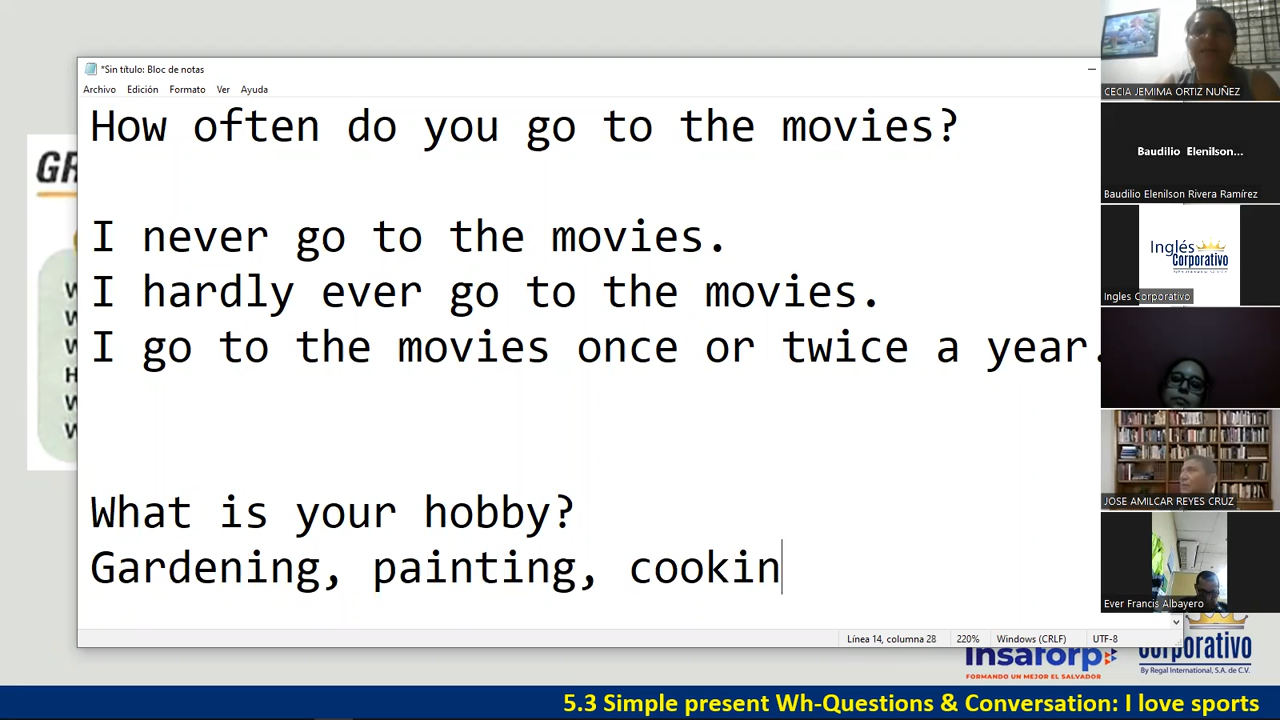 *Sin título: Bloc de notas
Archivo Edición Formato Ver Ayuda
How often do you go to the movies?
I never go to the movies.
I hardly ever go to the movies.
I go to the movies once or twice a year.
What is your hobby?
Gardening, painting, cookin
Línea 14, columna 28 220% Windows (CRLF) UTF-8
GR
W
W
W
H
W
W
CECIA JEMIMA ORTIZ NUÑEZ
Baudilio Elenilson...
Baudilio Elenilson Rivera Ramírez
Inglés
Corporativo
Ingles Corporativo
JOSE AMILCAR REYES CRUZ
Ever Francis Albayero
Insaforp
FORMANDO UN MEJOR EL SALVADOR
Corporativo
By Regal International, S.A. de C.V.
5.3 Simple present Wh-Questions & Conversation: I love sports